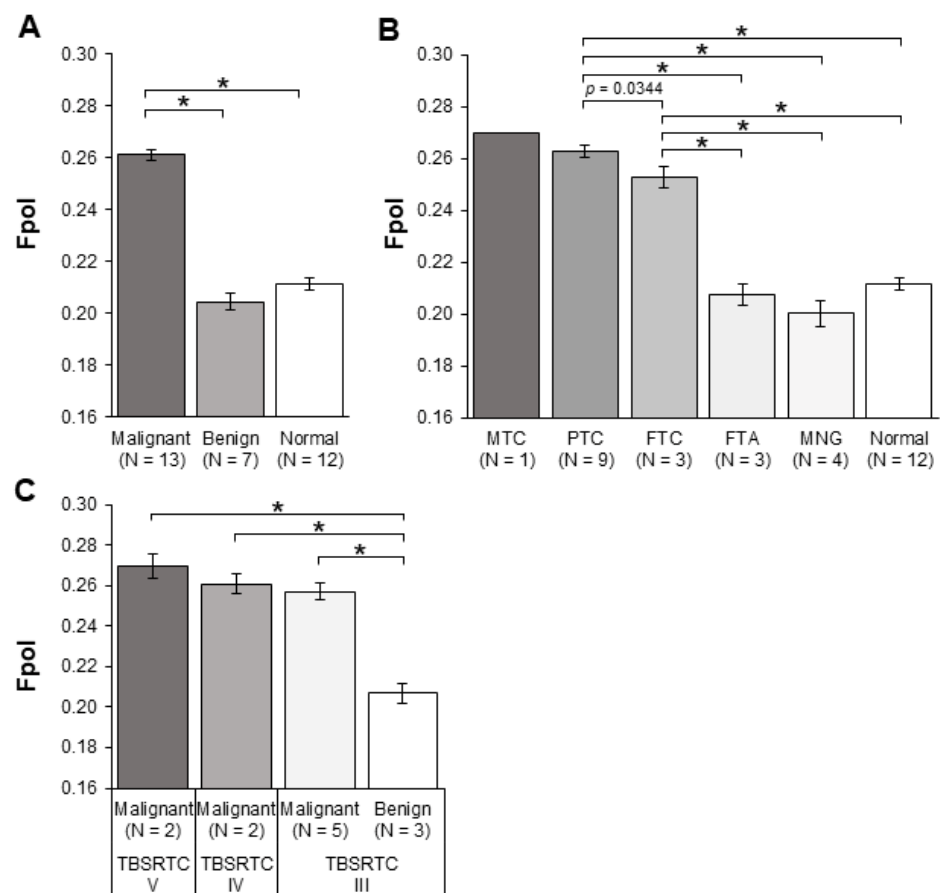 A
0.30
0.28
0.26
0.24
0.22
0.20
0.18
0.16
Fpol
*
*
Malignant Benign Normal
(N = 13) (N = 7) (N = 12)
B
0.30
0.28
0.26
0.24
0.22
0.20
0.18
0.16
Fpol
*
*
*
p = 0.0344
*
*
*
MTC PTC FTC FTA MNG Normal
(N = 1) (N = 9) (N = 3) (N = 3) (N = 4) (N = 12)
C
0.30
0.28
0.26
0.24
0.22
0.20
0.18
0.16
Fpol
*
*
*
Malignant Malignant Malignant Benign
(N = 2) (N = 2) (N = 5) (N = 3)
TBSRTC TBSRTC TBSRTC
V IV III